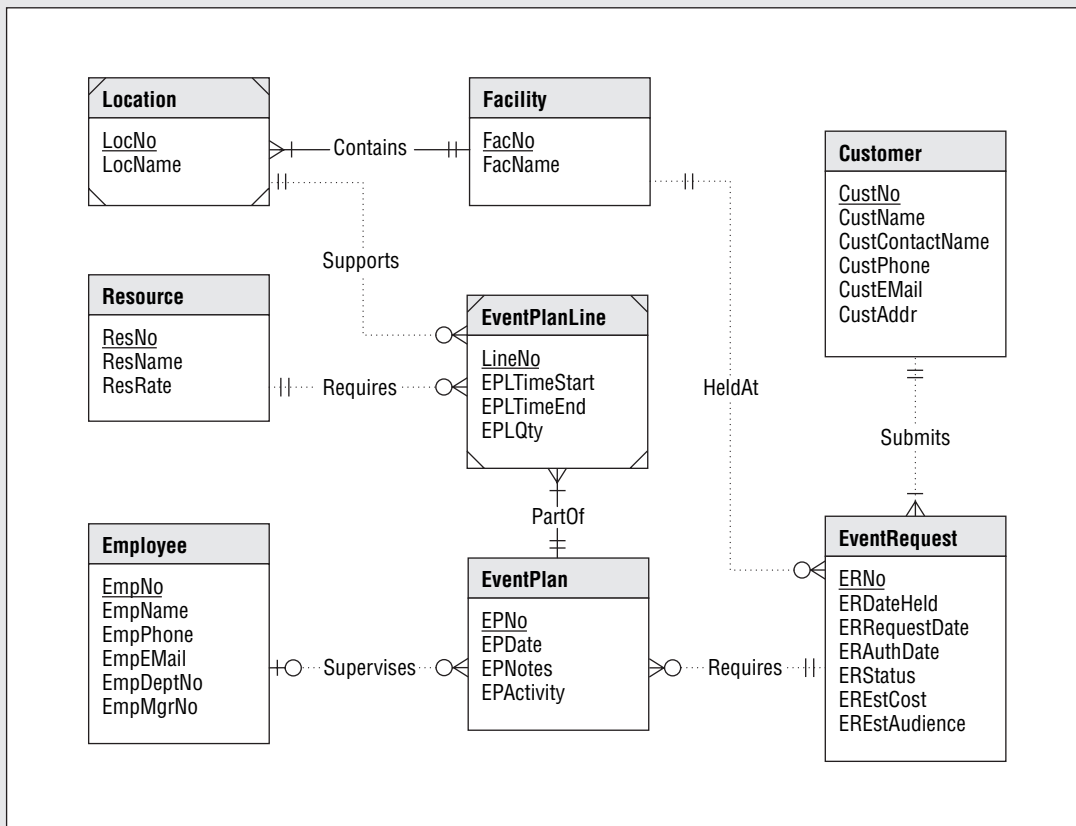 Location
LocNo
LocName
Contains
Facility
FacNo
FacName
Customer
CustNo
CustName
CustContactName
CustPhone
CustEMail
CustAddr
Supports
Resource
ResNo
ResName
ResRate
Requires
EventPlanLine
LineNo
EPLTimeStart
EPLTimeEnd
EPLQty
HeldAt
Submits
PartOf
Employee
EmpNo
EmpName
EmpPhone
EmpEMail
EmpDeptNo
EmpMgrNo
Supervises
EventPlan
EPNo
EPDate
EPNotes
EPActivity
Requires
EventRequest
ERNo
ERDateHeld
ERRequestDate
ERAuthDate
ERStatus
EREstCost
EREstAudience